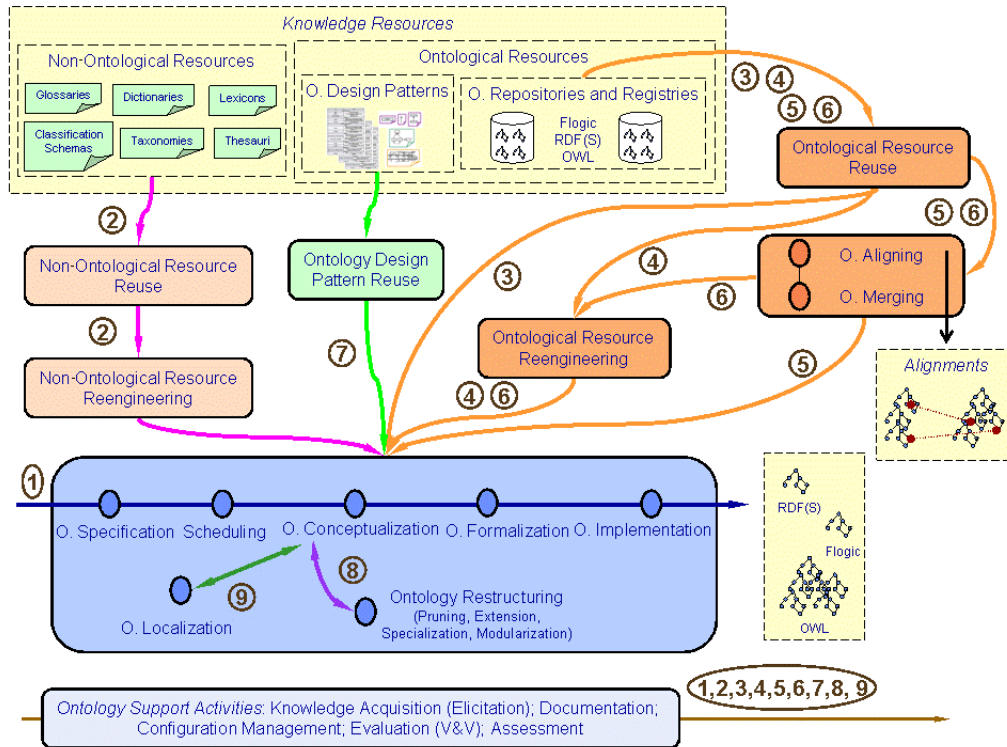 Knowledge Resources
Non-Ontological Resources
Glossaries
Dictionaries
Lexicons
Classification
Schemas
Taxonomies
Thesauri
Ontological Resources
O. Design Patterns
O. Repositories and Registries
Flogic
RDF(S)
OWL
3 4
5 6
Ontological Resource
Reuse
2
5 6
Non-Ontological Resource
Reuse
Ontology Design
Pattern Reuse
3
4
O. Aligning
6
O. Merging
2
7
Ontological Resource
Reengineering
5
Non-Ontological Resource
Reengineering
4 6
Alignments
1
O. Specification
Scheduling
O. Conceptualization
O. Formalization
O. Implementation
RDF(S)
Flogic
OWL
9
8
O. Localization
Ontology Restructuring
(Pruning, Extension,
Specialization, Modularization)
1,2,3,4,5,6,7,8, 9
Ontology Support Activities: Knowledge Acquisition (Elicitation); Documentation;
Configuration Management; Evaluation (V&V); Assessment